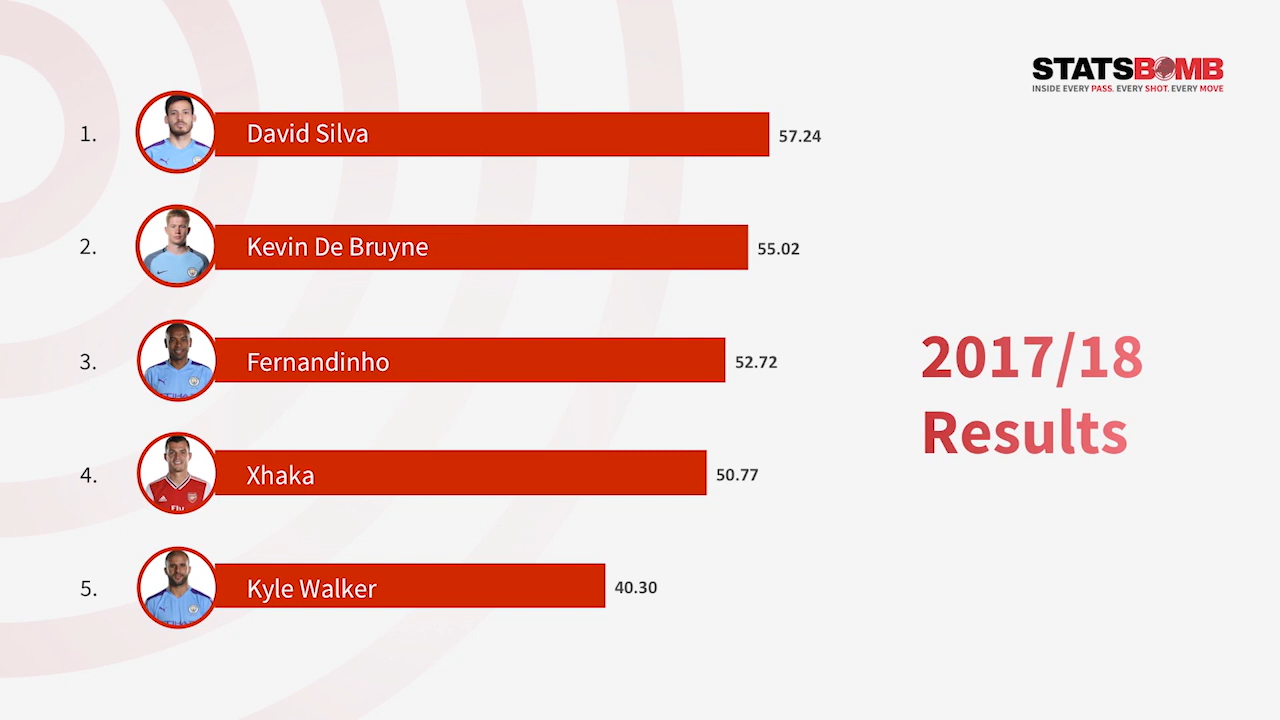 STATSBOMB
INSIDE EVERY PASS. EVERY SHOT. EVERY MOVE
1.
David Silva
57.24
2.
Kevin De Bruyne
55.02
3.
Fernandinho
52.72
4.
Xhaka
50.77
5.
Kyle Walker
40.30
2017/18
Results